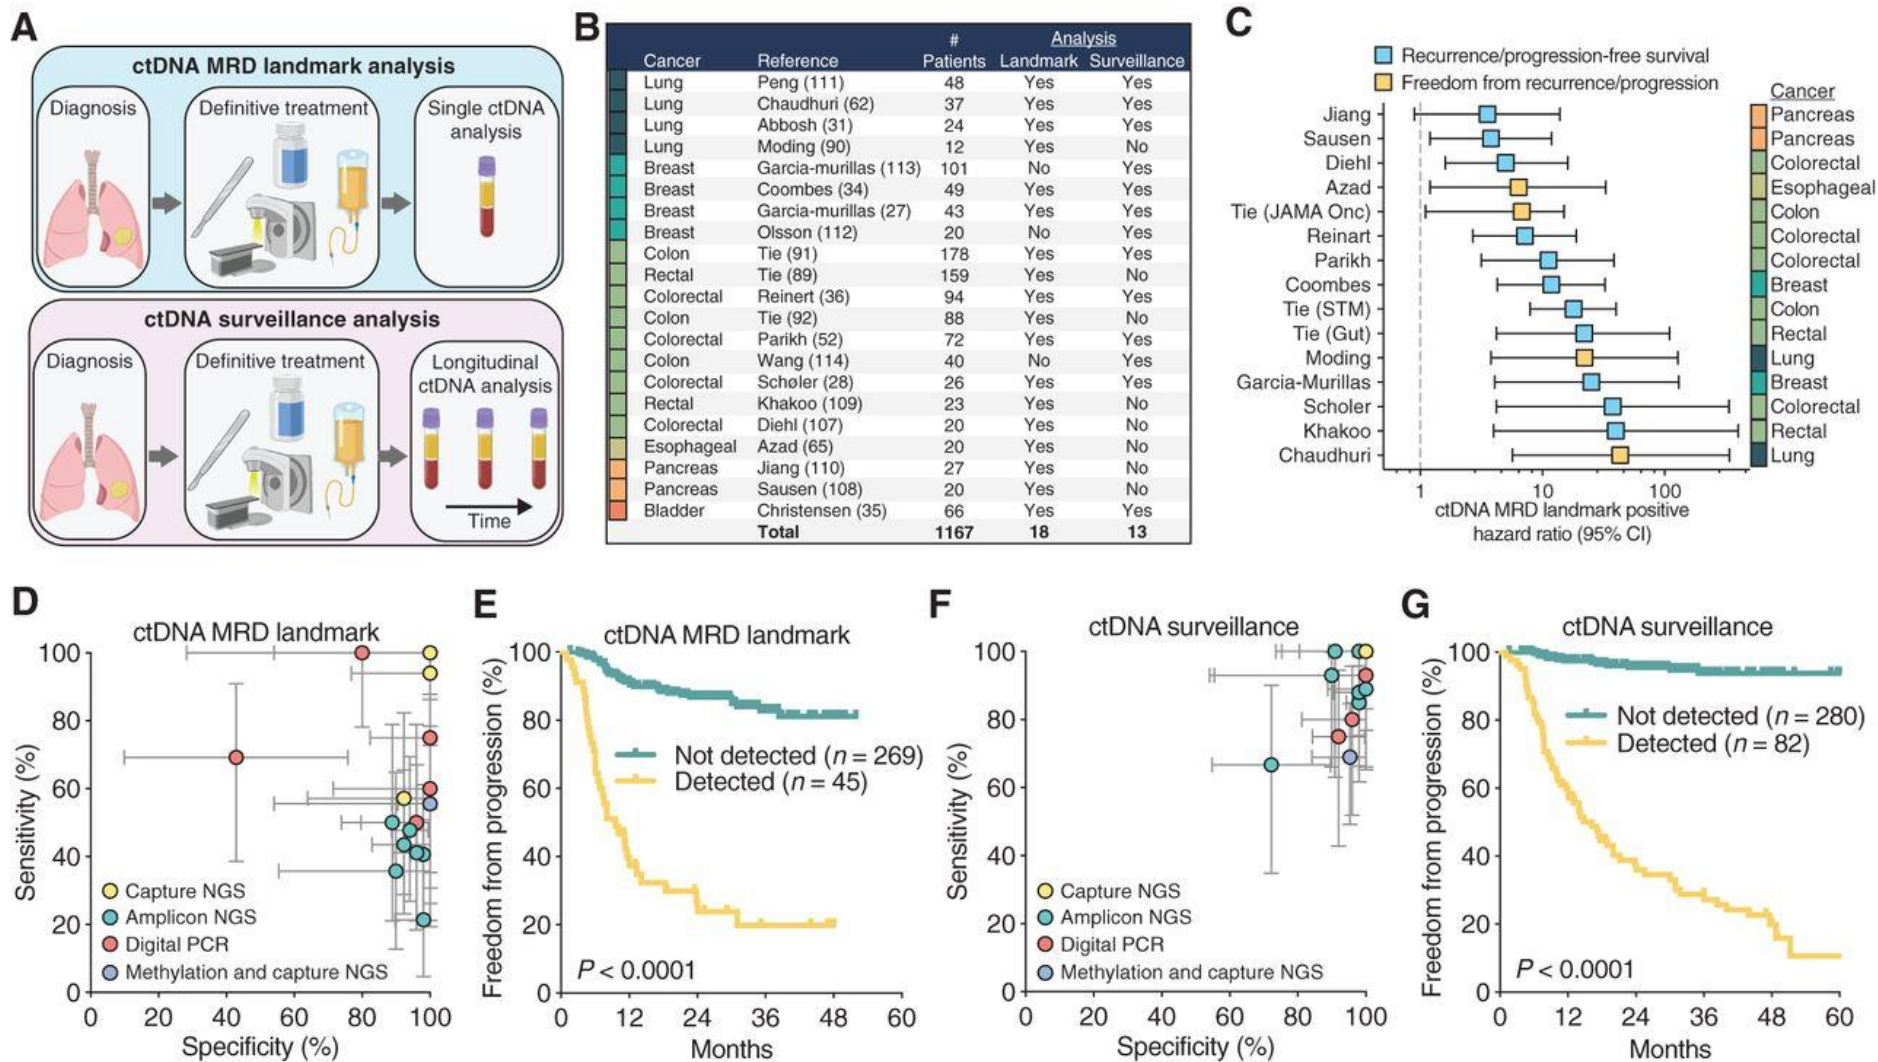 A
ctDNA MRD landmark analysis
Diagnosis
Definitive treatment
Single ctDNA
analysis
ctDNA surveillance analysis
Diagnosis
Definitive treatment
Longitudinal
ctDNA analysis
Time
B
# Analysis
Cancer Reference Patients Landmark Surveillance
Lung Peng (111) 48 Yes Yes
Lung Chaudhuri (62) 37 Yes Yes
Lung Abbosh (31) 24 Yes Yes
Lung Moding (90) 12 Yes No
Breast Garcia-murillas (113) 101 No Yes
Breast Coombes (34) 49 Yes Yes
Breast Garcia-murillas (27) 43 Yes Yes
Breast Olsson (112) 20 No Yes
Colon Tie (91) 178 Yes Yes
Rectal Tie (89) 159 Yes No
Colorectal Reinert (36) 94 Yes Yes
Colon Tie (92) 88 Yes No
Colorectal Parikh (52) 72 Yes Yes
Colon Wang (114) 40 No Yes
Colorectal Schøler (28) 26 Yes Yes
Rectal Khakoo (109) 23 Yes No
Colorectal Diehl (107) 20 Yes No
Esophageal Azad (65) 20 Yes No
Pancreas Jiang (110) 27 Yes No
Pancreas Sausen (108) 20 Yes No
Bladder Christensen (35) 66 Yes Yes
Total 1167 18 13
C
Recurrence/progression-free survival
Freedom from recurrence/progression
Cancer
Jiang Pancreas
Sausen Pancreas
Diehl Colorectal
Azad Esophageal
Tie (JAMA Onc) Colon
Reinart Colorectal
Parikh Colorectal
Coombes Breast
Tie (STM) Colon
Tie (Gut) Rectal
Moding Lung
Garcia-Murillas Breast
Scholer Colorectal
Khakoo Rectal
Chaudhuri Lung
1 10 100
ctDNA MRD landmark positive
hazard ratio (95% CI)
D
ctDNA MRD landmark
Sensitivity (%)
100
80
60
40
20
0
Capture NGS
Amplicon NGS
Digital PCR
Methylation and capture NGS
0 20 40 60 80 100
Specificity (%)
E
ctDNA MRD landmark
Freedom from progression (%)
100
80
60
40
20
0
Not detected (n = 269)
Detected (n = 45)
P < 0.0001
0 12 24 36 48 60
Months
F
ctDNA surveillance
Sensitivity (%)
100
80
60
40
20
0
Capture NGS
Amplicon NGS
Digital PCR
Methylation and capture NGS
0 20 40 60 80 100
Specificity (%)
G
ctDNA surveillance
Freedom from progression (%)
100
80
60
40
20
0
Not detected (n = 280)
Detected (n = 82)
P < 0.0001
0 12 24 36 48 60
Months